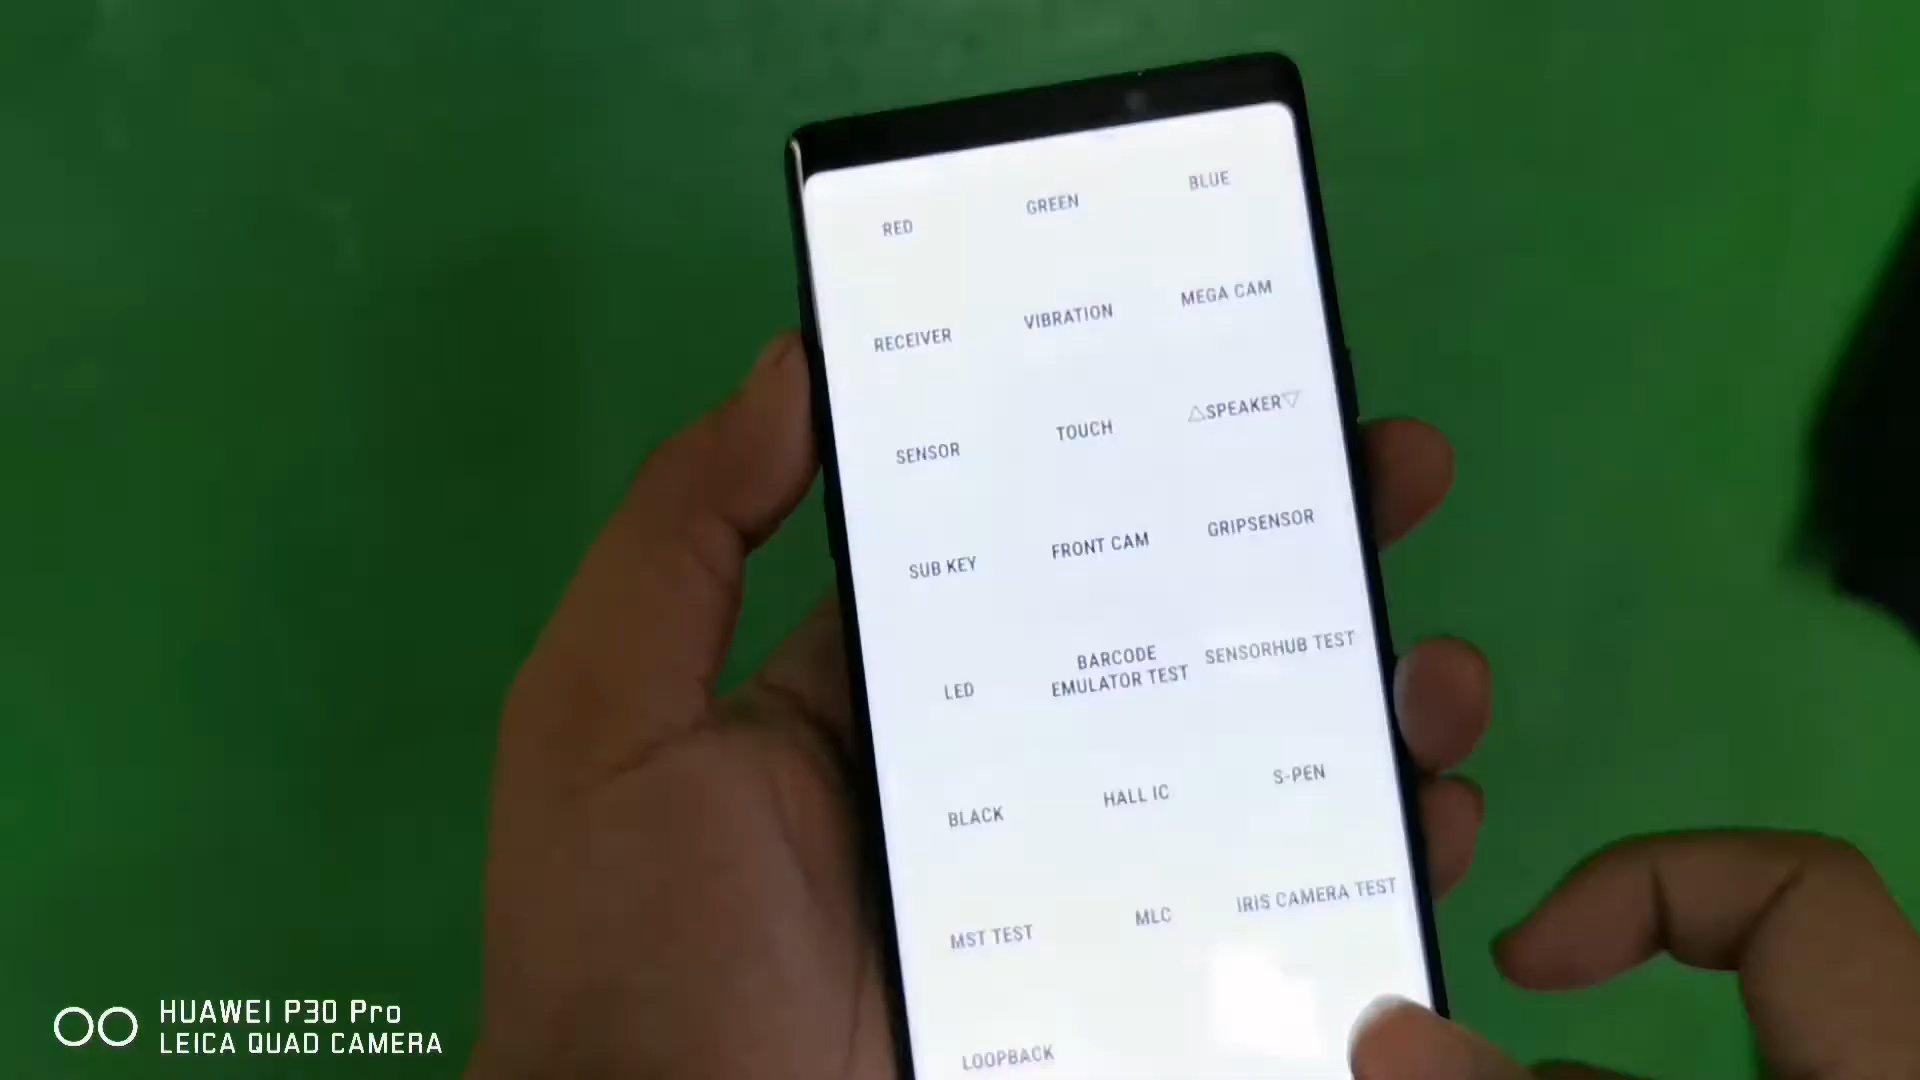 RED
GREEN
BLUE
RECEIVER
VIBRATION
MEGA CAM
SENSOR
TOUCH
△SPEAKER▽
SUB KEY
FRONT CAM
GRIPSENSOR
LED
BARCODE
EMULATOR TEST
SENSORHUB TEST
BLACK
HALL IC
S-PEN
MST TEST
MLC
IRIS CAMERA TEST
LOOPBACK
HUAWEI P30 Pro
LEICA QUAD CAMERA